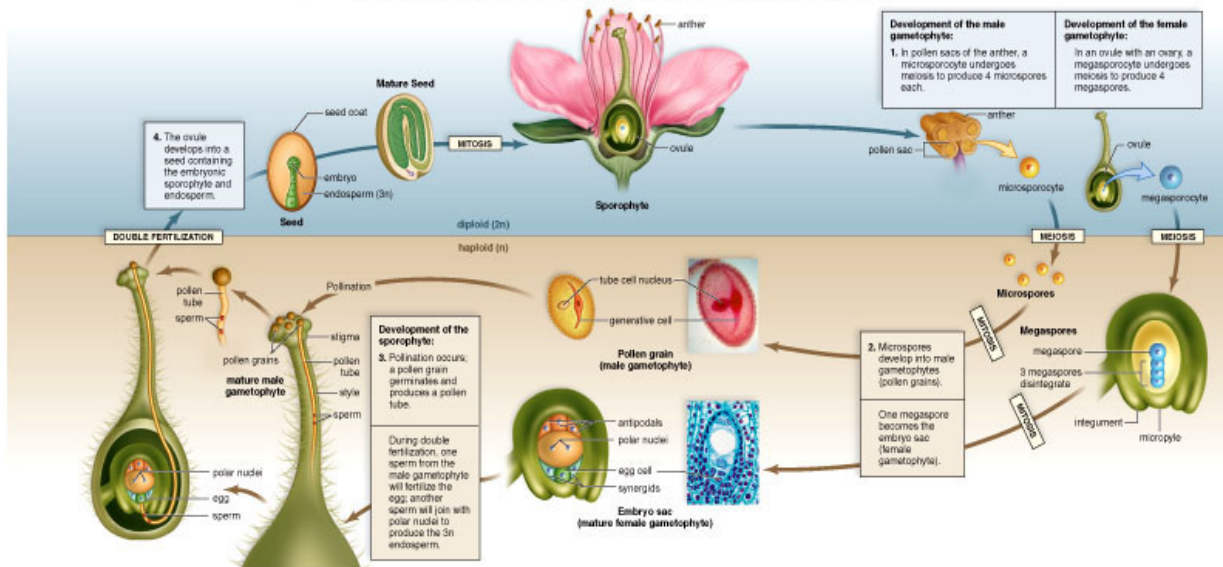 anther
Development of the male
gametophyte:
1. In pollen sacs of the anther, a
microsporocyte undergoes
meiosis to produce 4 microspores
each.
Development of the female
gametophyte:
In an ovule with an ovary, a
megasporocyte undergoes
meiosis to produce 4
megaspores.
Mature Seed
seed coat
4. The ovule
develops into a
seed containing
the embryonic
sporophyte and
endosperm.
MITOSIS
embryo
endosperm (3n)
Seed
ovule
Sporophyte
anther
pollen sac
microsporocyte
ovule
megasporocyte
diploid (2n)
haploid (n)
DOUBLE FERTILIZATION
MEIOSIS
MEIOSIS
pollen
tube
sperm
Pollination
pollen grains
mature male
gametophyte
stigma
pollen
tube
style
sperm
Development of the
sporophyte:
3. Pollination occurs;
a pollen grain
germinates and
produces a pollen
tube.
During double
fertilization, one
sperm from the
male gametophyte
will fertilize the
egg; another
sperm will join with
polar nuclei to
produce the 3n
endosperm.
tube cell nucleus
generative cell
Pollen grain
(male gametophyte)
Microspores
MITOSIS
Megaspores
megaspore
3 megaspores
disintegrate
integument
micropyle
MITOSIS
2. Microspores
develop into male
gametophytes
(pollen grains).
One megaspore
becomes the
embryo sac
(female
gametophyte).
antipodals
polar nuclei
egg cell
synergids
Embryo sac
(mature female gametophyte)
polar nuclei
egg
sperm